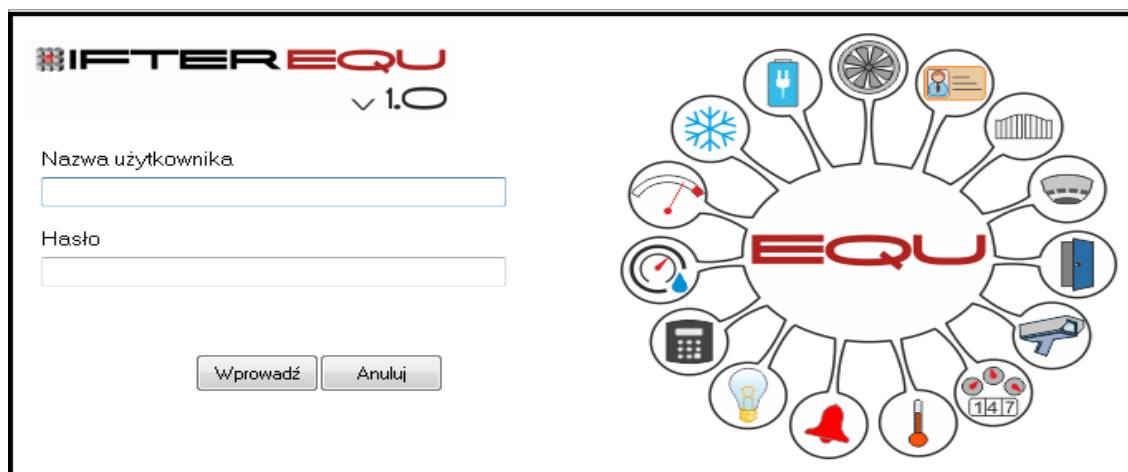 IFTER EQU
v 1.0
Nazwa użytkownika
Hasło
Wprowadź
Anuluj
EQU
147